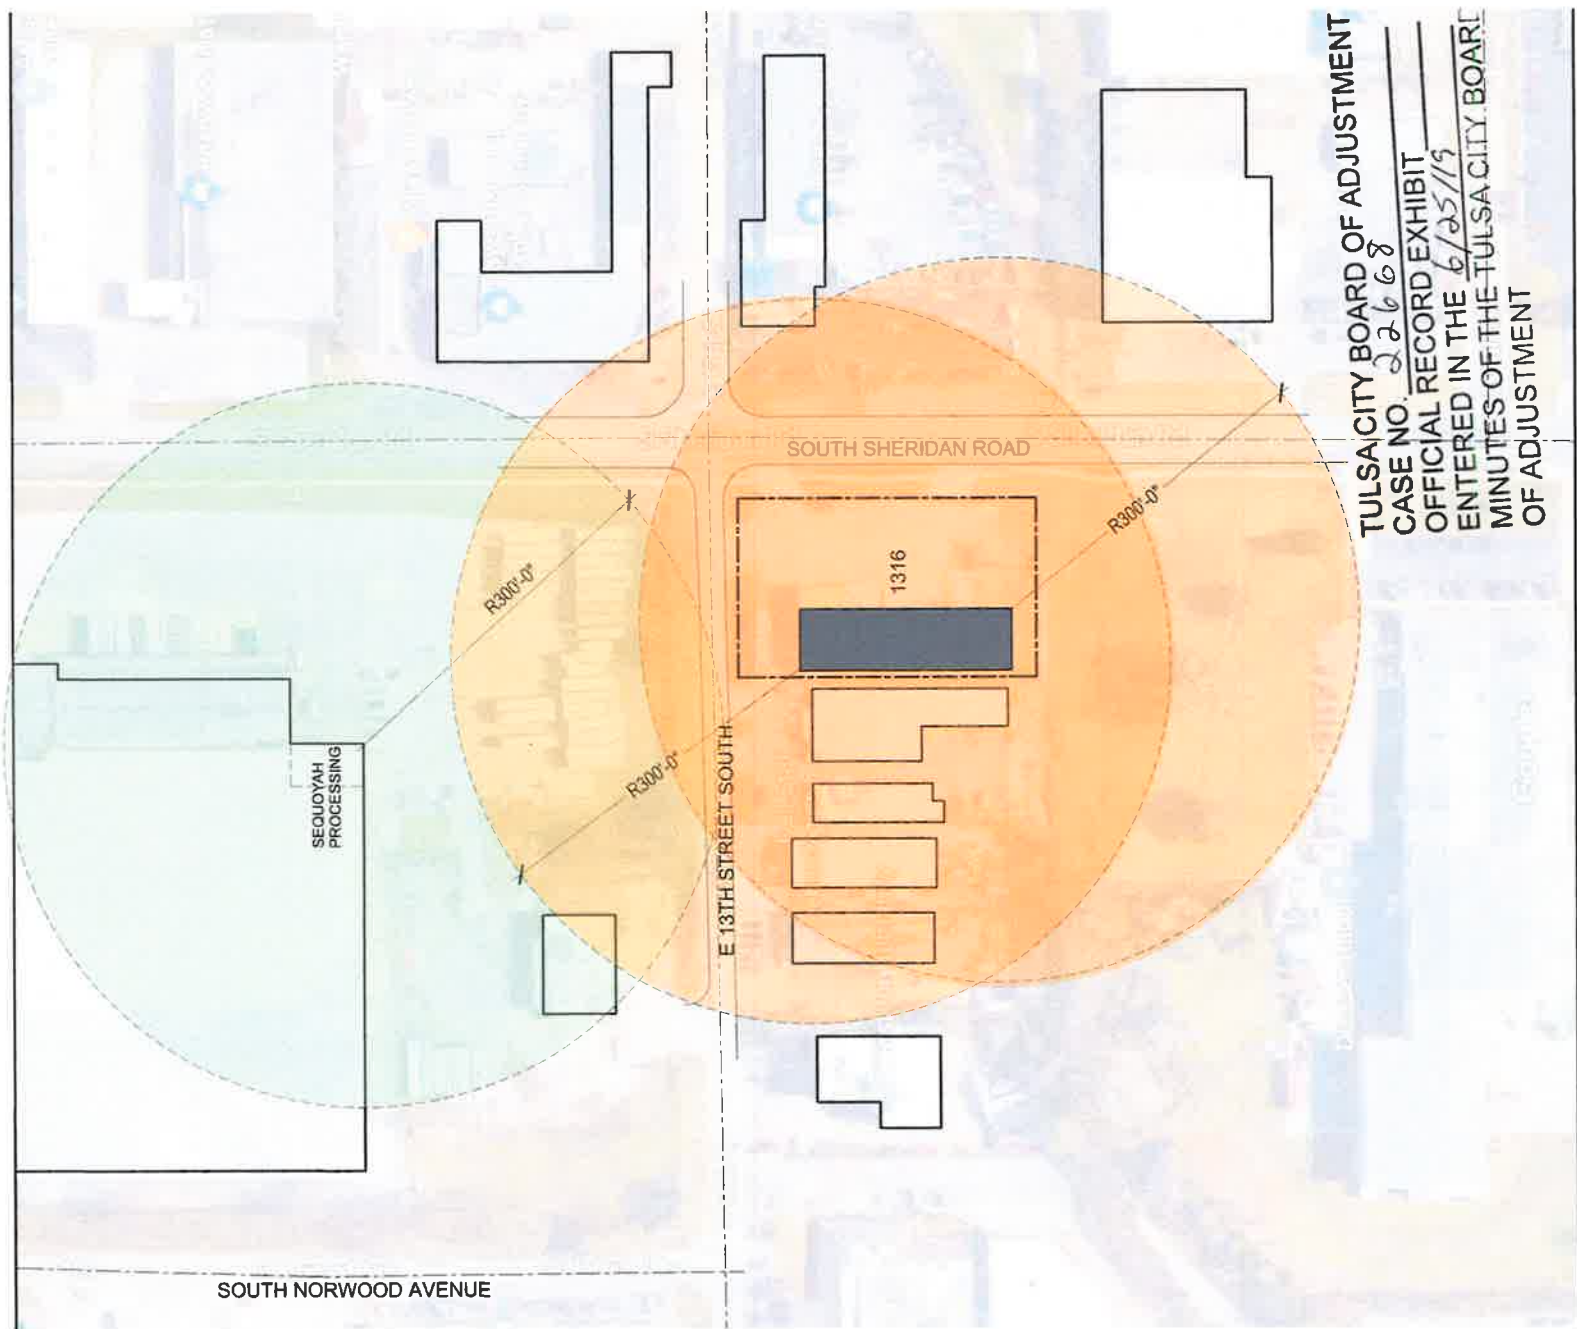 TULSA CITY BOARD OF ADJUSTMENT
CASE NO. 22668
OFFICIAL RECORD EXHIBIT
ENTERED IN THE 6/25/19
MINUTES OF THE TULSA CITY BOARD
OF ADJUSTMENT
SOUTH SHERIDAN ROAD
R300'-0"
R300'-0"
1316
R300'-0"
E 13TH STREET SOUTH
SEQUOYAH
PROCESSING
SOUTH NORWOOD AVENUE